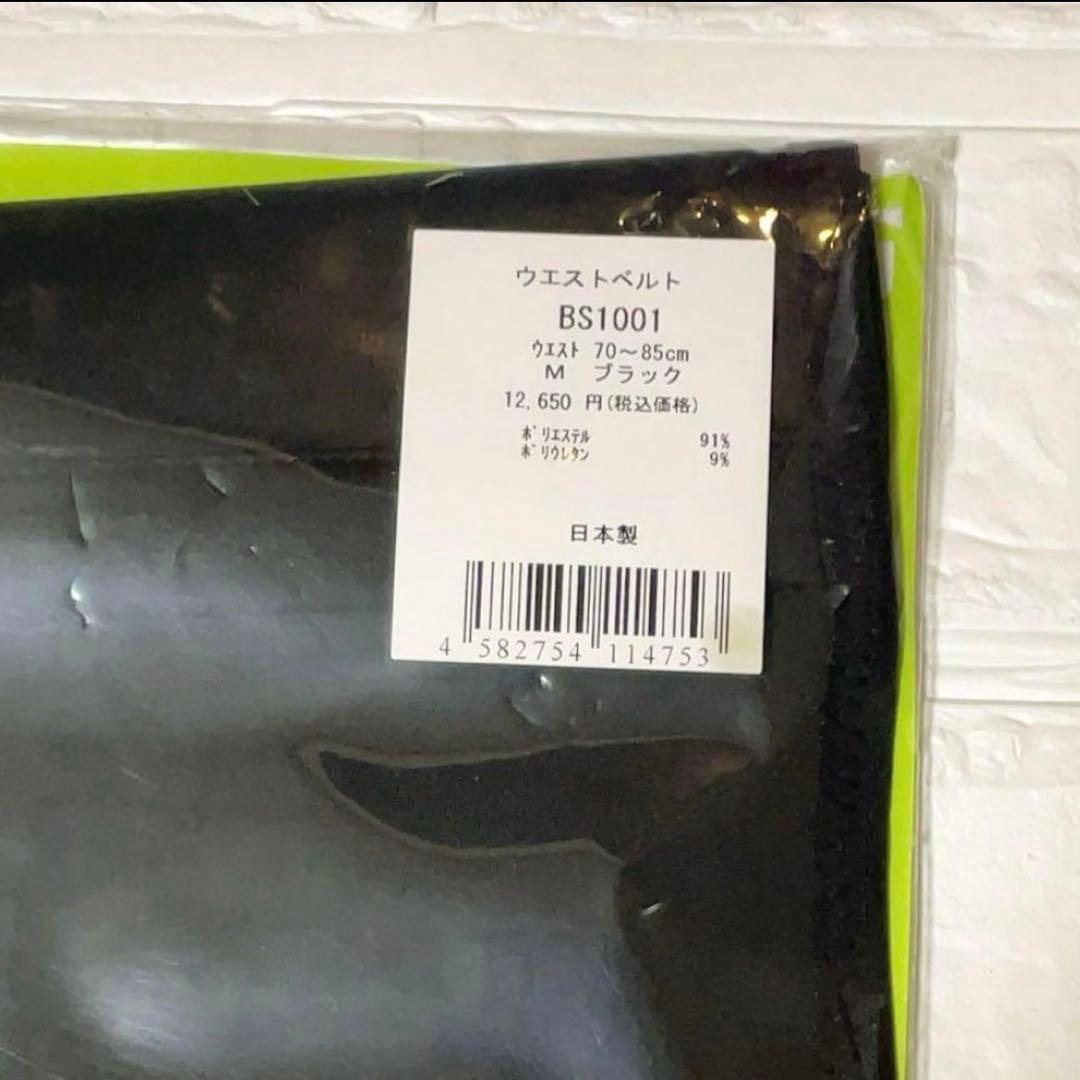 ウエストベルト
BS1001
ｳｴｽﾄ 70～85cm
M ブラック
12,650 円(税込価格)
ﾎﾟﾘｴｽﾃﾙ 91%
ﾎﾟﾘｳﾚﾀﾝ 9%
日本製
4 582754 114753